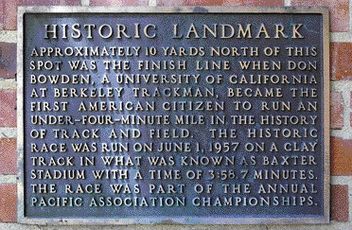 HISTORIC LANDMARK
APPROXIMATELY 10 YARDS NORTH OF THIS
SPOT WAS THE FINISH LINE WHEN DON
BOWDEN, A UNIVERSITY OF CALIFORNIA
AT BERKELEY TRACKMAN, BECAME THE
FIRST AMERICAN CITIZEN TO RUN AN
UNDER-FOUR-MINUTE MILE IN THE HISTORY
OF TRACK AND FIELD. THE HISTORIC
RACE WAS RUN ON JUNE 1, 1957 ON A CLAY
TRACK IN WHAT WAS KNOWN AS BAXTER
STADIUM WITH A TIME OF 3:58.7 MINUTES.
THE RACE WAS PART OF THE ANNUAL
PACIFIC ASSOCIATION CHAMPIONSHIPS.